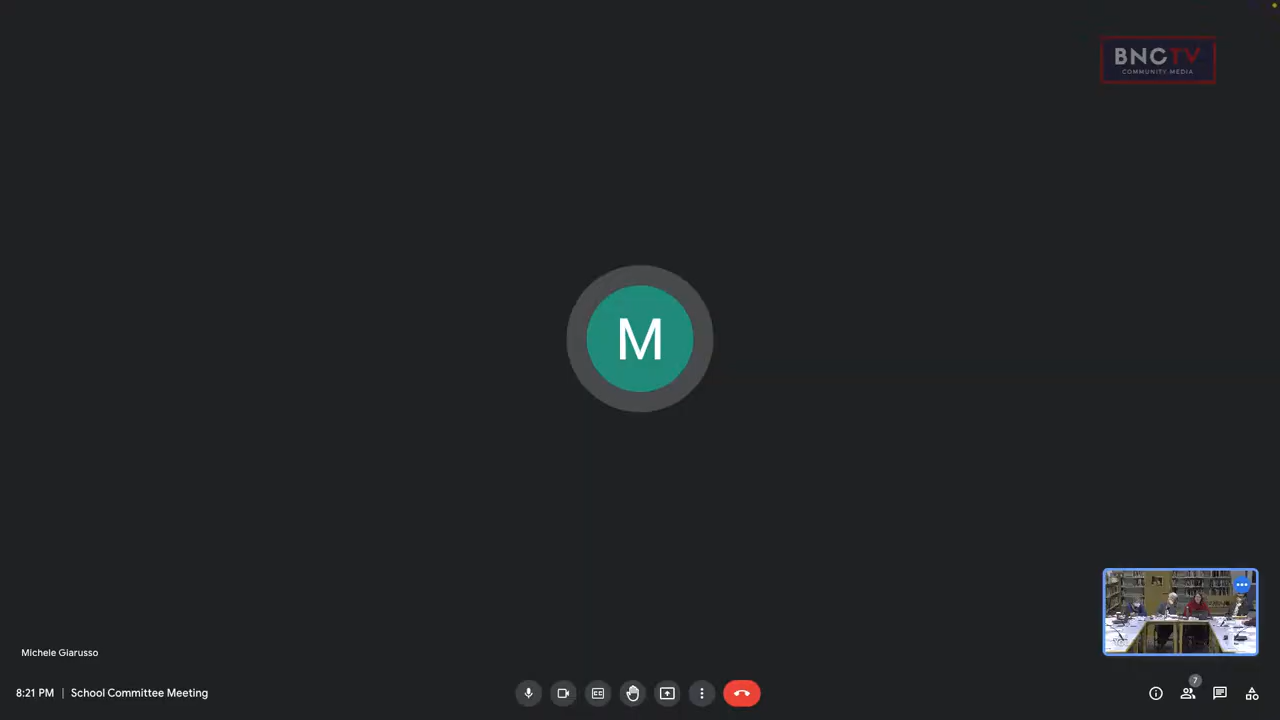 BNCTV
COMMUNITY MEDIA
M
Michele Giarusso
8:21 PM | School Committee Meeting
7